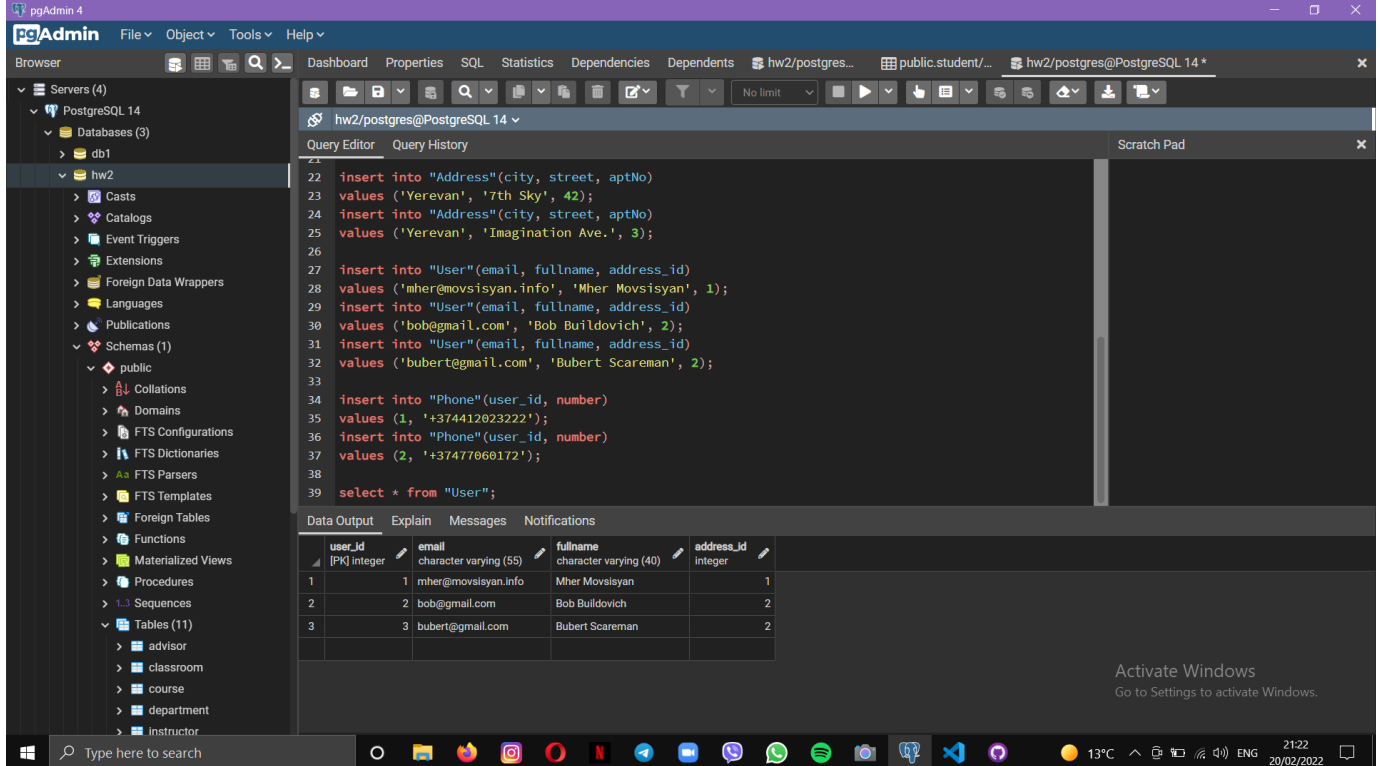 pgAdmin 4
pgAdmin File Object Tools Help
Browser
Dashboard Properties SQL Statistics Dependencies Dependents hw2/postgres... public.student/... hw2/postgres@PostgreSQL 14 *
Servers (4)
PostgreSQL 14
Databases (3)
db1
hw2
Casts
Catalogs
Event Triggers
Extensions
Foreign Data Wrappers
Languages
Publications
Schemas (1)
public
Collations
Domains
FTS Configurations
FTS Dictionaries
Aa FTS Parsers
FTS Templates
Foreign Tables
Functions
Materialized Views
Procedures
1..3 Sequences
Tables (11)
advisor
classroom
course
department
instructor
No limit
hw2/postgres@PostgreSQL 14
Query Editor Query History
Scratch Pad
21
22 insert into "Address"(city, street, aptNo)
23 values ('Yerevan', '7th Sky', 42);
24 insert into "Address"(city, street, aptNo)
25 values ('Yerevan', 'Imagination Ave.', 3);
26
27 insert into "User"(email, fullname, address_id)
28 values ('mher@movsisyan.info', 'Mher Movsisyan', 1);
29 insert into "User"(email, fullname, address_id)
30 values ('bob@gmail.com', 'Bob Buildovich', 2);
31 insert into "User"(email, fullname, address_id)
32 values ('bubert@gmail.com', 'Bubert Scareman', 2);
33
34 insert into "Phone"(user_id, number)
35 values (1, '+374412023222');
36 insert into "Phone"(user_id, number)
37 values (2, '+37477060172');
38
39 select * from "User";
Data Output Explain Messages Notifications
user_id email fullname address_id
[PK] integer character varying (55) character varying (40) integer
1 1 mher@movsisyan.info Mher Movsisyan 1
2 2 bob@gmail.com Bob Buildovich 2
3 3 bubert@gmail.com Bubert Scareman 2
Activate Windows
Go to Settings to activate Windows.
Type here to search
13°C ENG
21:22
20/02/2022